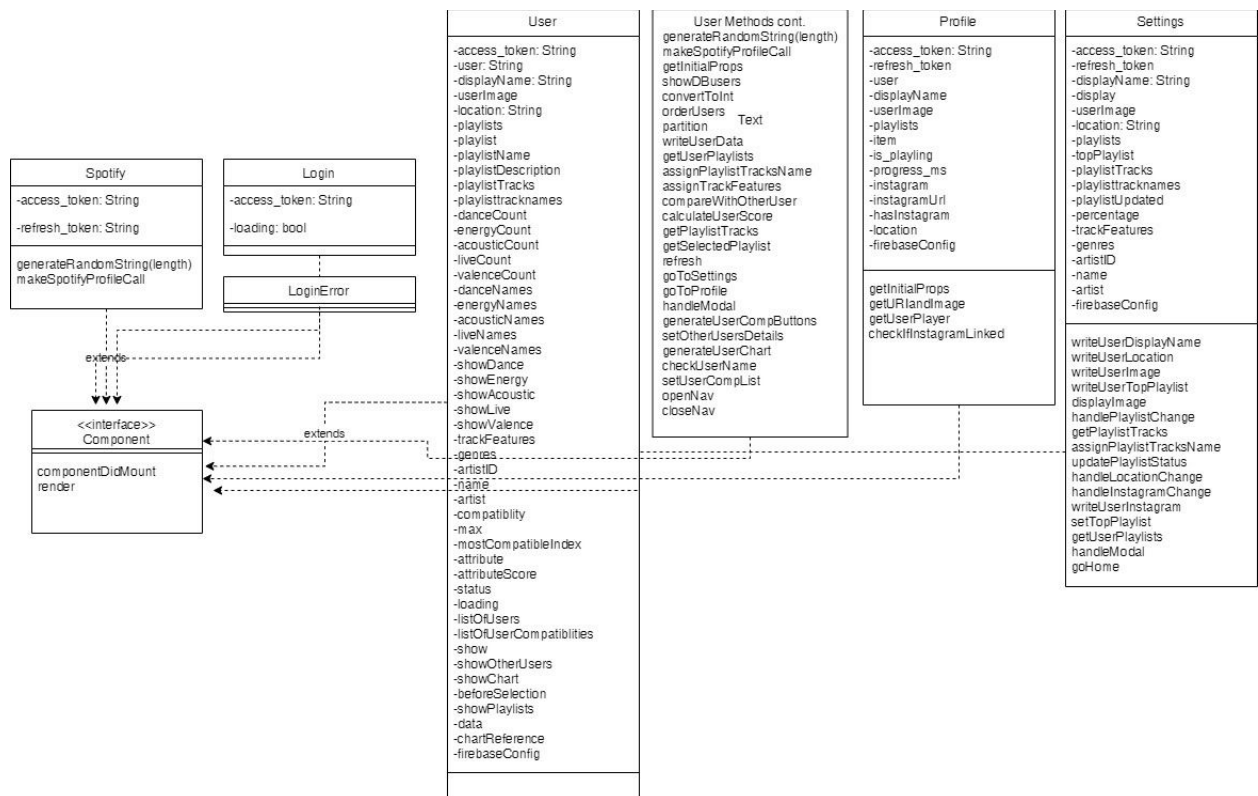 Spotify
-access_token: String
-refresh_token: String
generateRandomString(length)
makeSpotifyProfileCall
Login
-access_token: String
-loading: bool
LoginError
extends
<<interface>>
Component
componentDidMount
render
extends
User
-access_token: String
-user: String
-displayName: String
-userImage
-location: String
-playlists
-playlist
-playlistName
-playlistDescription
-playlistTracks
-playlisttracknames
-danceCount
-energyCount
-acousticCount
-liveCount
-valenceCount
-danceNames
-energyNames
-acousticNames
-liveNames
-valenceNames
-showDance
-showEnergy
-showAcoustic
-showLive
-showValence
-trackFeatures
-genres
-artistID
-name
-artist
-compatiblity
-max
-mostCompatibleIndex
-attribute
-attributeScore
-status
-loading
-listOfUsers
-listOfUserCompatiblities
-show
-showOtherUsers
-showChart
-beforeSelection
-showPlaylists
-data
-chartReference
-firebaseConfig
User Methods cont.
generateRandomString(length)
makeSpotifyProfileCall
getInitialProps
showDBusers
convertToInt
orderUsers
Text
partition
writeUserData
getUserPlaylists
assignPlaylistTracksName
assignTrackFeatures
compareWithOtherUser
calculateUserScore
getPlaylistTracks
getSelectedPlaylist
refresh
goToSettings
goToProfile
handleModal
generateUserCompButtons
setOtherUsersDetails
generateUserChart
checkUserName
setUserCompList
openNav
closeNav
Profile
-access_token: String
-refresh_token
-user
-displayName
-userImage
-playlists
-item
-is_playling
-progress_ms
-instagram
-instagramUrl
-hasInstagram
-location
-firebaseConfig
getInitialProps
getURIandImage
getUserPlayer
checkIfInstagramLinked
Settings
-access_token: String
-refresh_token
-displayName: String
-display
-userImage
-location: String
-playlists
-topPlaylist
-playlistTracks
-playlisttracknames
-playlistUpdated
-percentage
-trackFeatures
-genres
-artistID
-name
-artist
-firebaseConfig
writeUserDisplayName
writeUserLocation
writeUserImage
writeUserTopPlaylist
displayImage
handlePlaylistChange
getPlaylistTracks
assignPlaylistTracksName
updatePlaylistStatus
handleLocationChange
handleInstagramChange
writeUserInstagram
setTopPlaylist
getUserPlaylists
handleModal
goHome